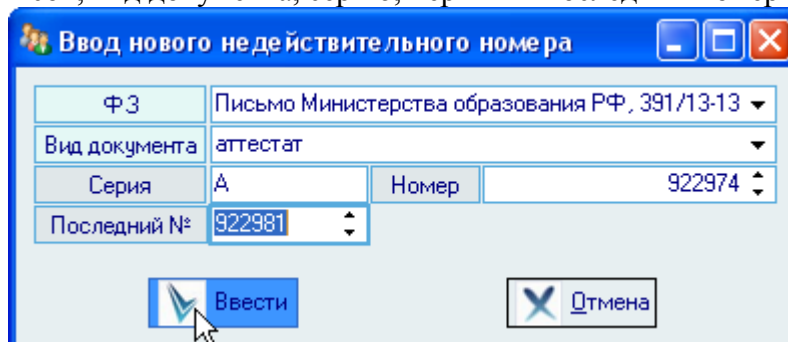 Ввод нового недействительного номера
ФЗ Письмо Министерства образования РФ, 391/13-13
Вид документа аттестат
Серия А Номер 922974
Последний № 922981
Ввести Отмена